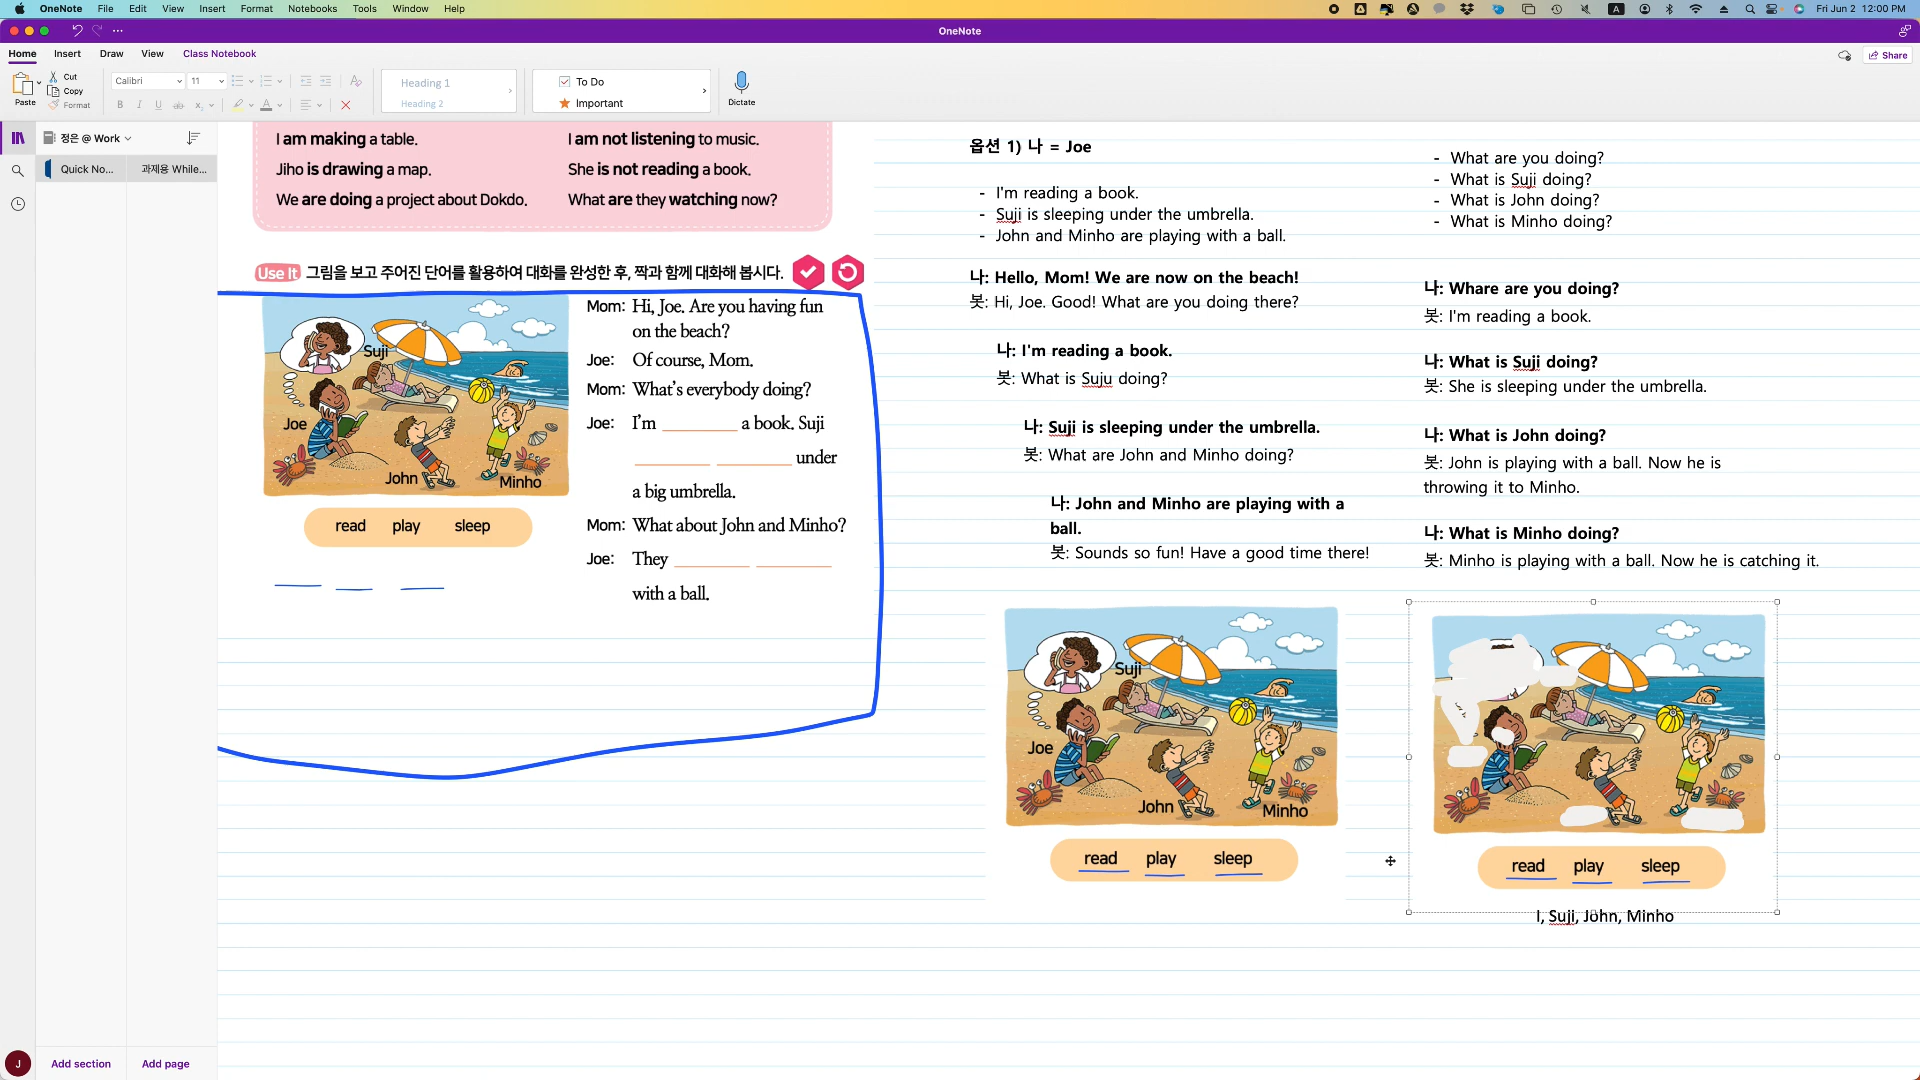 OneNote File Edit View Insert Format Notebooks Tools Window Help
A
Fri Jun 2 12:00 PM
OneNote
Home Insert Draw View Class Notebook
Share
Paste
Cut
Copy
Format
Calibri 11
B I U ab x
A
Heading 1
Heading 2
To Do
Important
Dictate
정은 @ Work
Quick No...
과제용 While...
I am making a table.
Jiho is drawing a map.
We are doing a project about Dokdo.
I am not listening to music.
She is not reading a book.
What are they watching now?
Use It 그림을 보고 주어진 단어를 활용하여 대화를 완성한 후, 짝과 함께 대화해 봅시다.
Suji
Joe
John
Minho
read play sleep
Mom: Hi, Joe. Are you having fun
on the beach?
Joe: Of course, Mom.
Mom: What's everybody doing?
Joe: I'm ________ a book. Suji
________ ________ under
a big umbrella.
Mom: What about John and Minho?
Joe: They ________ ________
with a ball.
옵션 1) 나 = Joe
- I'm reading a book.
- Suji is sleeping under the umbrella.
- John and Minho are playing with a ball.
나: Hello, Mom! We are now on the beach!
봇: Hi, Joe. Good! What are you doing there?
나: I'm reading a book.
봇: What is Suju doing?
나: Suji is sleeping under the umbrella.
봇: What are John and Minho doing?
나: John and Minho are playing with a
ball.
봇: Sounds so fun! Have a good time there!
Suji
Joe
John
Minho
read play sleep
- What are you doing?
- What is Suji doing?
- What is John doing?
- What is Minho doing?
나: Whare are you doing?
봇: I'm reading a book.
나: What is Suji doing?
봇: She is sleeping under the umbrella.
나: What is John doing?
봇: John is playing with a ball. Now he is
throwing it to Minho.
나: What is Minho doing?
봇: Minho is playing with a ball. Now he is catching it.
read play sleep
I, Suji, John, Minho
J
Add section
Add page